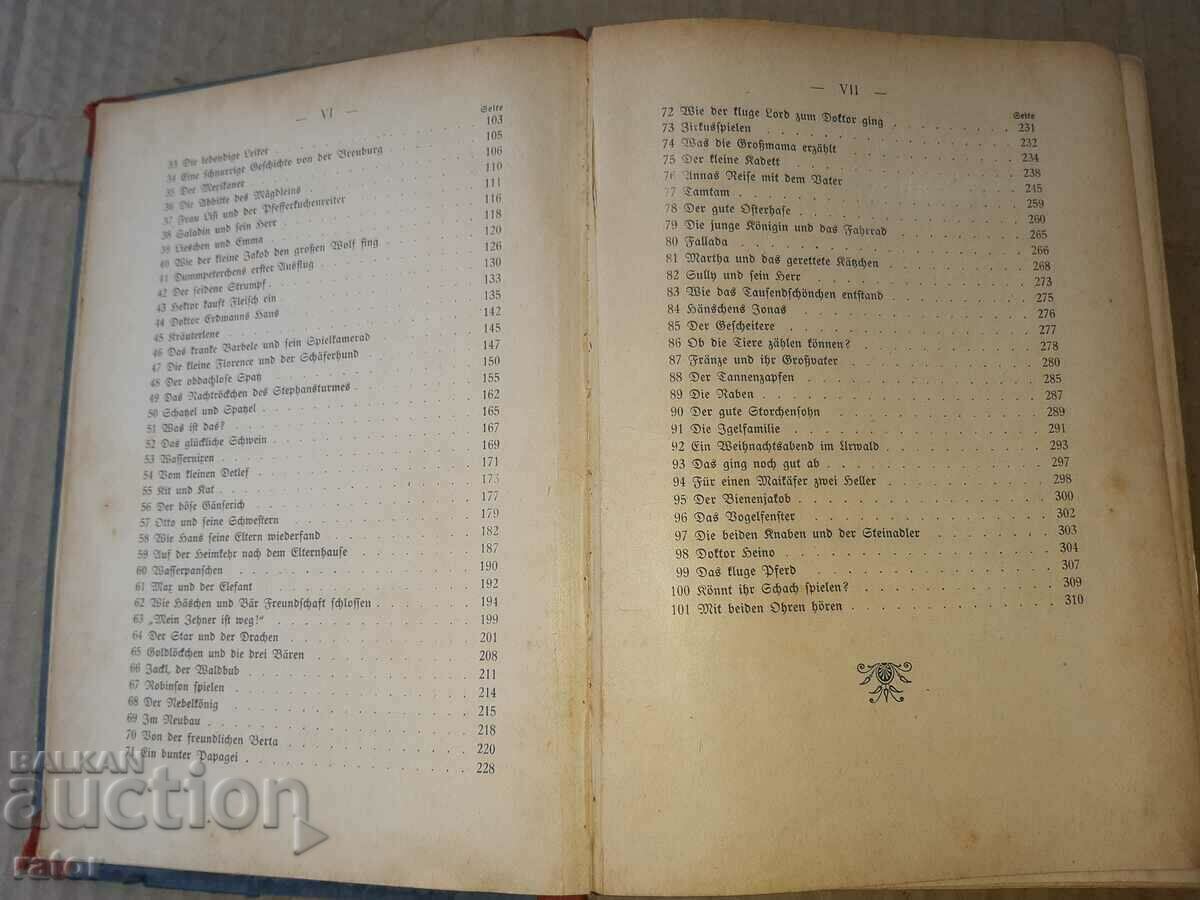 — VI —
Seite
33 Die lebendige Leiter 103
34 Eine schnurrige Geschichte von der Breuburg 105
35 Der Mexikaner 106
36 Die Abbitte des Mägdleins 110
37 Frau Liß und der Pfefferkuchenreiter 111
38 Saladin und sein Herr 116
39 Lieschen und Emma 118
40 Wie der kleine Jakob den großen Wolf fing 120
41 Dummpeterchens erster Ausflug 126
42 Der seidene Strumpf 130
43 Hektor kauft Fleisch ein 133
44 Doktor Erdmanns Hans 135
45 Kräuterlene 142
46 Das kranke Barbele und sein Spielkamerad 145
47 Die kleine Florence und der Schäferhund 147
48 Der obdachlose Spatz 150
49 Das Nachtröckchen des Stephansturmes 155
50 Schatzel und Spatzel 162
51 Was ist das? 165
52 Das glückliche Schwein 167
53 Wassernixen 169
54 Vom kleinen Detlef 171
55 Kit und Kat 173
56 Der böse Gänserich 177
57 Otto und seine Schwestern 179
58 Wie Hans seine Eltern wiederfand 182
59 Auf der Heimkehr nach dem Elternhause 187
60 Wasserpanschen 190
61 Max und der Elefant 192
62 Wie Häschen und Bär Freundschaft schlossen 194
63 „Mein Zehner ist weg!“ 199
64 Der Star und der Drachen 201
65 Goldlöckchen und die drei Bären 208
66 Jackl, der Waldbub 211
67 Robinson spielen 214
68 Der Nebelkönig 215
69 Im Neubau 218
70 Von der freundlichen Berta 220
71 Ein bunter Papagei 228
— VII —
Seite
72 Wie der kluge Lord zum Doktor ging 231
73 Zirkusspielen 232
74 Was die Großmama erzählt 234
75 Der kleine Kadett 238
76 Annas Reise mit dem Vater 245
77 Tamtam 259
78 Der gute Osterhase 260
79 Die junge Königin und das Fahrrad 265
80 Fallada 266
81 Martha und das gerettete Kätzchen 268
82 Sully und sein Herr 273
83 Wie das Tausendschönchen entstand 275
84 Hänschens Jonas 276
85 Der Gescheitere 277
86 Ob die Tiere zählen können? 278
87 Fränze und ihr Großvater 280
88 Der Tannenzapfen 285
89 Die Raben 287
90 Der gute Storchensohn 289
91 Die Igelfamilie 291
92 Ein Weihnachtsabend im Urwald 293
93 Das ging noch gut ab 297
94 Für einen Maikäfer zwei Heller 298
95 Der Bienenjakob 300
96 Das Vogelfenster 302
97 Die beiden Knaben und der Steinadler 303
98 Doktor Heino 304
99 Das kluge Pferd 307
100 Könnt ihr Schach spielen? 309
101 Mit beiden Ohren hören 310
BALKAN
auction
rator